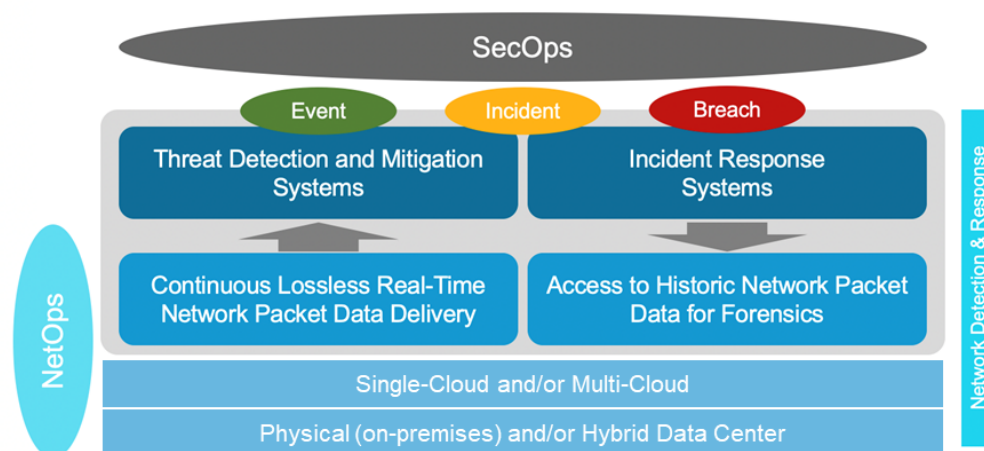 SecOps
Event
Incident
Breach
Threat Detection and Mitigation
Systems
Incident Response
Systems
Continuous Lossless Real-Time
Network Packet Data Delivery
Access to Historic Network Packet
Data for Forensics
Single-Cloud and/or Multi-Cloud
Physical (on-premises) and/or Hybrid Data Center
NetOps
Network Detection & Response